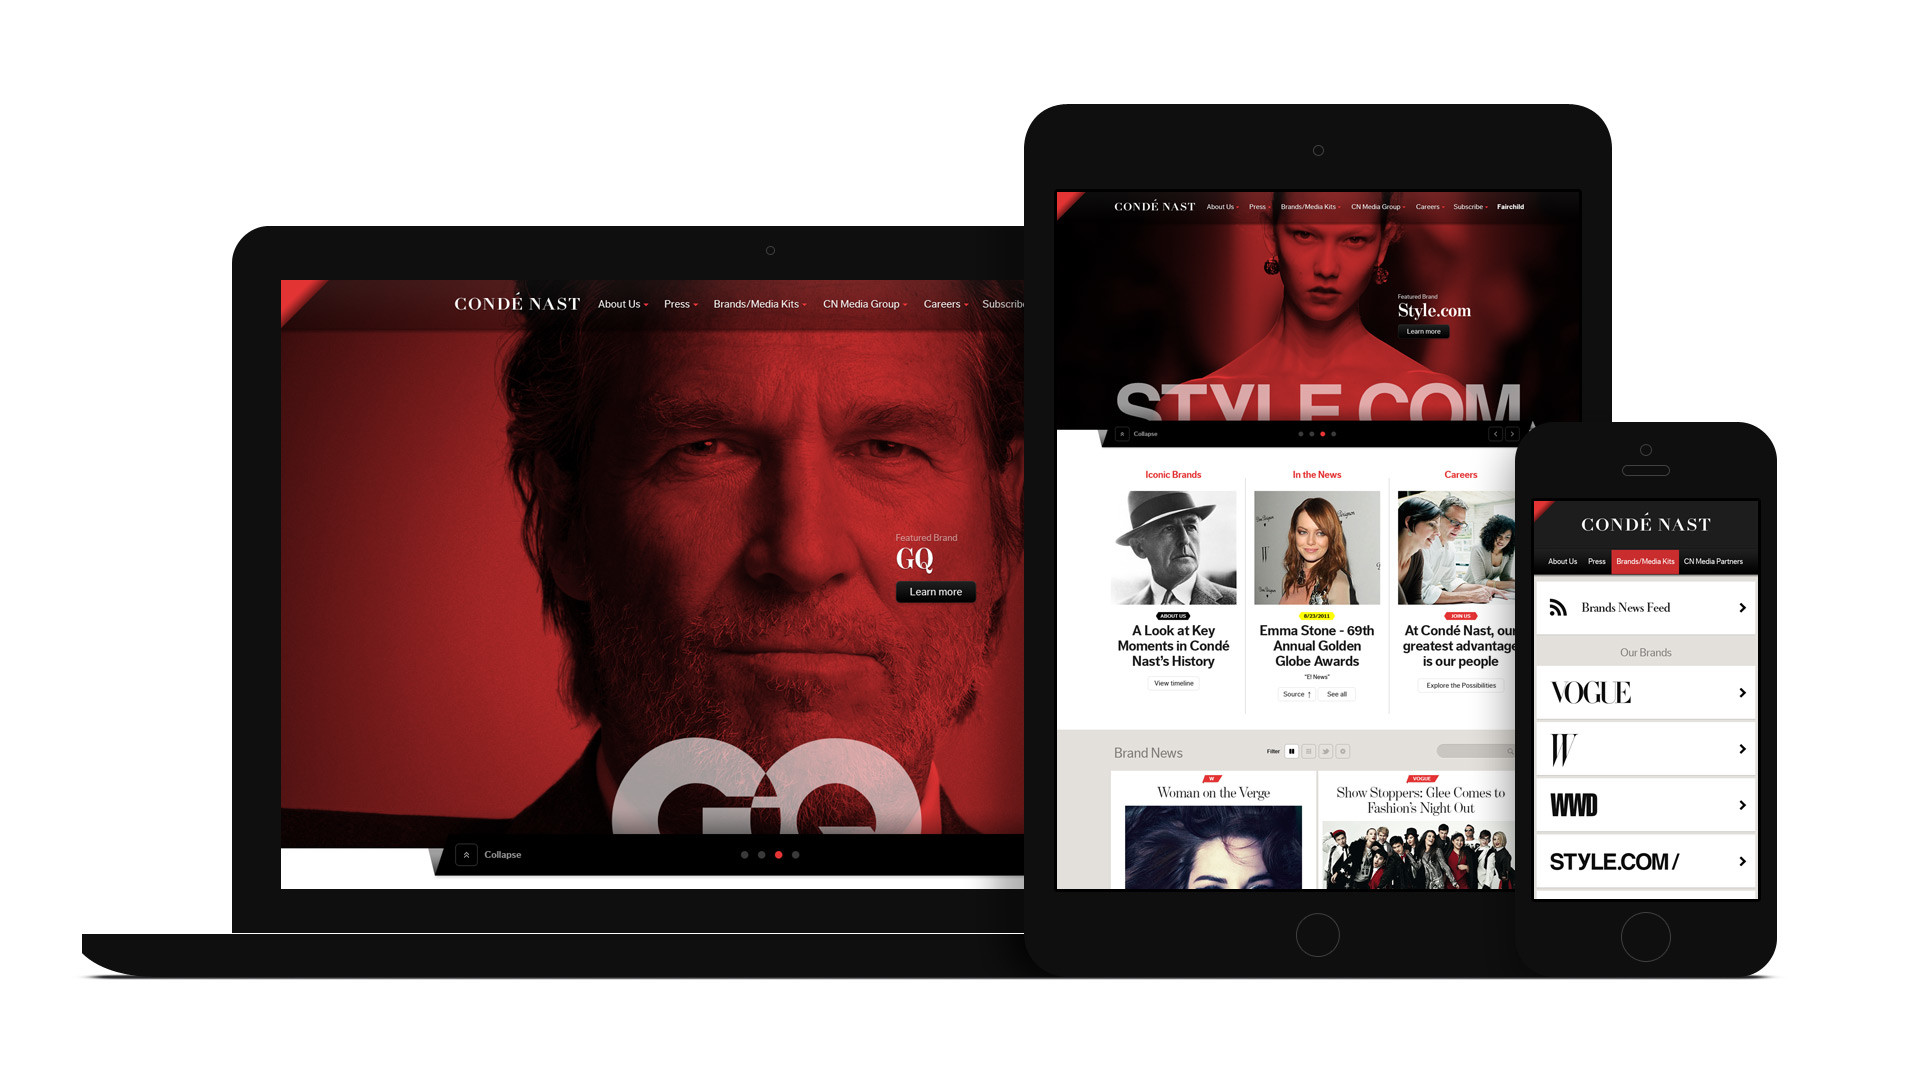 CONDÉ NAST About Us Press Brands/Media Kits CN Media Group Careers Subscribe
Featured Brand
GQ
Learn more
GQ
Collapse
CONDÉ NAST About Us Press Brands/Media Kits CN Media Group Careers Subscribe Fairchild
Featured Brand
Style.com
Learn more
STYLE.COM
Collapse
Iconic Brands
ABOUT US
A Look at Key
Moments in Condé
Nast's History
View timeline
In the News
6/23/2011
Emma Stone - 69th
Annual Golden
Globe Awards
"E! News"
Source ↑ See all
Careers
JOIN US
At Condé Nast, our
greatest advantage
is our people
Explore the Possibilities
Brand News
Filter
W
Woman on the Verge
VOGUE
Show Stoppers: Glee Comes to
Fashion's Night Out
CONDÉ NAST
About Us Press Brands/Media Kits CN Media Partners
Brands News Feed
Our Brands
VOGUE
W
WWD
STYLE.COM /